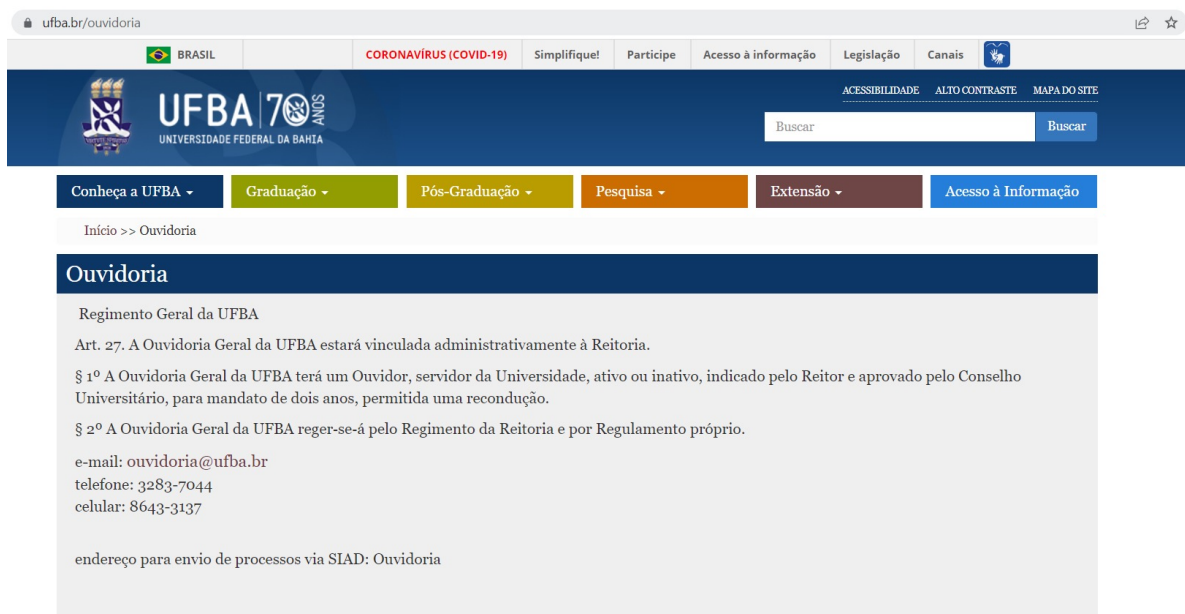 ufba.br/ouvidoria
BRASIL CORONAVÍRUS (COVID-19) Simplifique! Participe Acesso à informação Legislação Canais
ACESSIBILIDADE ALTO CONTRASTE MAPA DO SITE
UFBA 70 ANOS
UNIVERSIDADE FEDERAL DA BAHIA
Buscar Buscar
Conheça a UFBA Graduação Pós-Graduação Pesquisa Extensão Acesso à Informação
Início >> Ouvidoria
Ouvidoria
Regimento Geral da UFBA
Art. 27. A Ouvidoria Geral da UFBA estará vinculada administrativamente à Reitoria.
§ 1º A Ouvidoria Geral da UFBA terá um Ouvidor, servidor da Universidade, ativo ou inativo, indicado pelo Reitor e aprovado pelo Conselho
Universitário, para mandato de dois anos, permitida uma recondução.
§ 2º A Ouvidoria Geral da UFBA reger-se-á pelo Regimento da Reitoria e por Regulamento próprio.
e-mail: ouvidoria@ufba.br
telefone: 3283-7044
celular: 8643-3137
endereço para envio de processos via SIAD: Ouvidoria